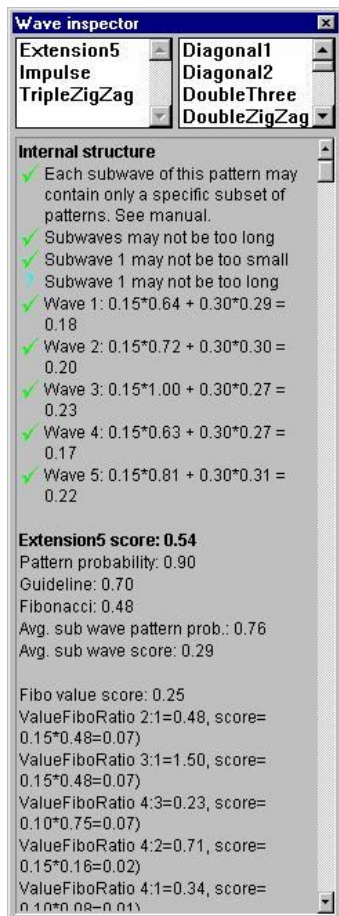 Wave inspector
Extension5
Impulse
TripleZigZag
Diagonal1
Diagonal2
DoubleThree
DoubleZigZag
Internal structure
Each subwave of this pattern may
contain only a specific subset of
patterns. See manual.
Subwaves may not be too long
Subwave 1 may not be too small
? Subwave 1 may not be too long
Wave 1: 0.15*0.64 + 0.30*0.29 =
0.18
Wave 2: 0.15*0.72 + 0.30*0.30 =
0.20
Wave 3: 0.15*1.00 + 0.30*0.27 =
0.23
Wave 4: 0.15*0.63 + 0.30*0.27 =
0.17
Wave 5: 0.15*0.81 + 0.30*0.31 =
0.22
Extension5 score: 0.54
Pattern probability: 0.90
Guideline: 0.70
Fibonacci: 0.48
Avg. sub wave pattern prob.: 0.76
Avg. sub wave score: 0.29
Fibo value score: 0.25
ValueFiboRatio 2:1=0.48, score=
0.15*0.48=0.07)
ValueFiboRatio 3:1=1.50, score=
0.15*0.48=0.07)
ValueFiboRatio 4:3=0.23, score=
0.10*0.75=0.07)
ValueFiboRatio 4:2=0.71, score=
0.15*0.16=0.02)
ValueFiboRatio 4:1=0.34, score=
0.10*0.08=0.01)